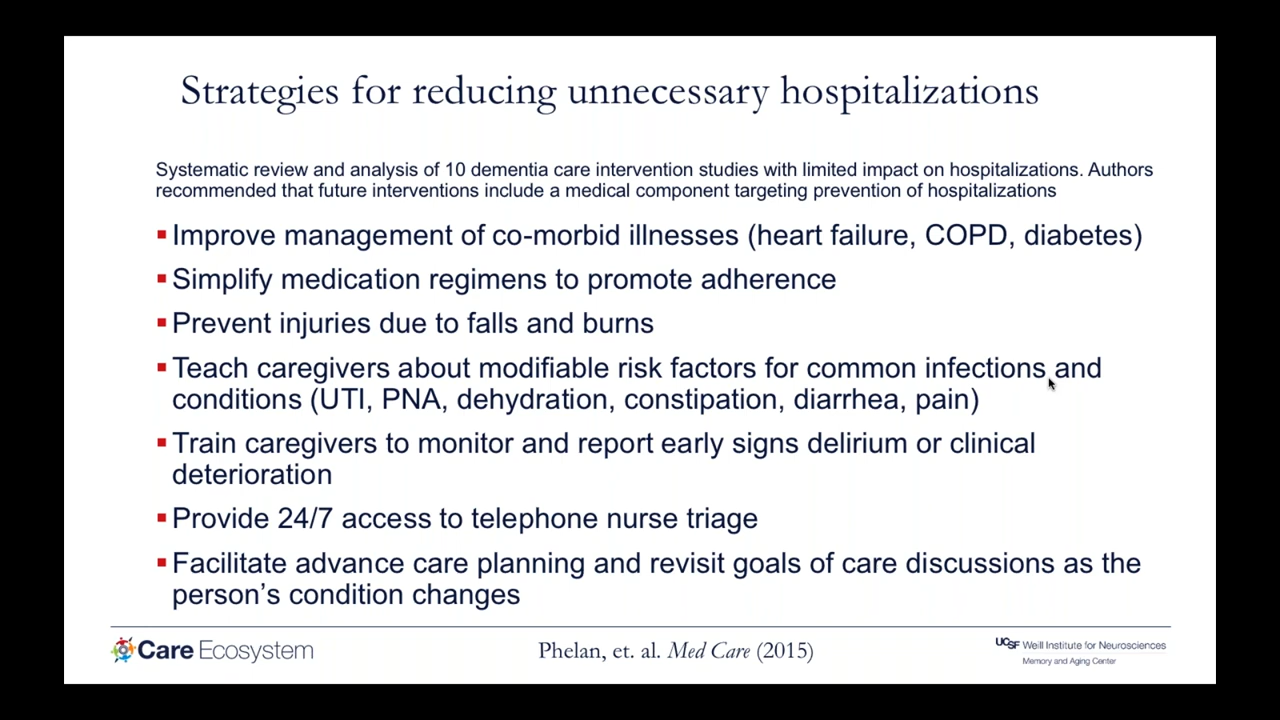 Strategies for reducing unnecessary hospitalizations
Systematic review and analysis of 10 dementia care intervention studies with limited impact on hospitalizations. Authors
recommended that future interventions include a medical component targeting prevention of hospitalizations
▪Improve management of co-morbid illnesses (heart failure, COPD, diabetes)
▪Simplify medication regimens to promote adherence
▪Prevent injuries due to falls and burns
▪Teach caregivers about modifiable risk factors for common infections and
conditions (UTI, PNA, dehydration, constipation, diarrhea, pain)
▪Train caregivers to monitor and report early signs delirium or clinical
deterioration
▪Provide 24/7 access to telephone nurse triage
▪Facilitate advance care planning and revisit goals of care discussions as the
person’s condition changes
Care Ecosystem
Phelan, et. al. Med Care (2015)
UCSF Weill Institute for Neurosciences
Memory and Aging Center